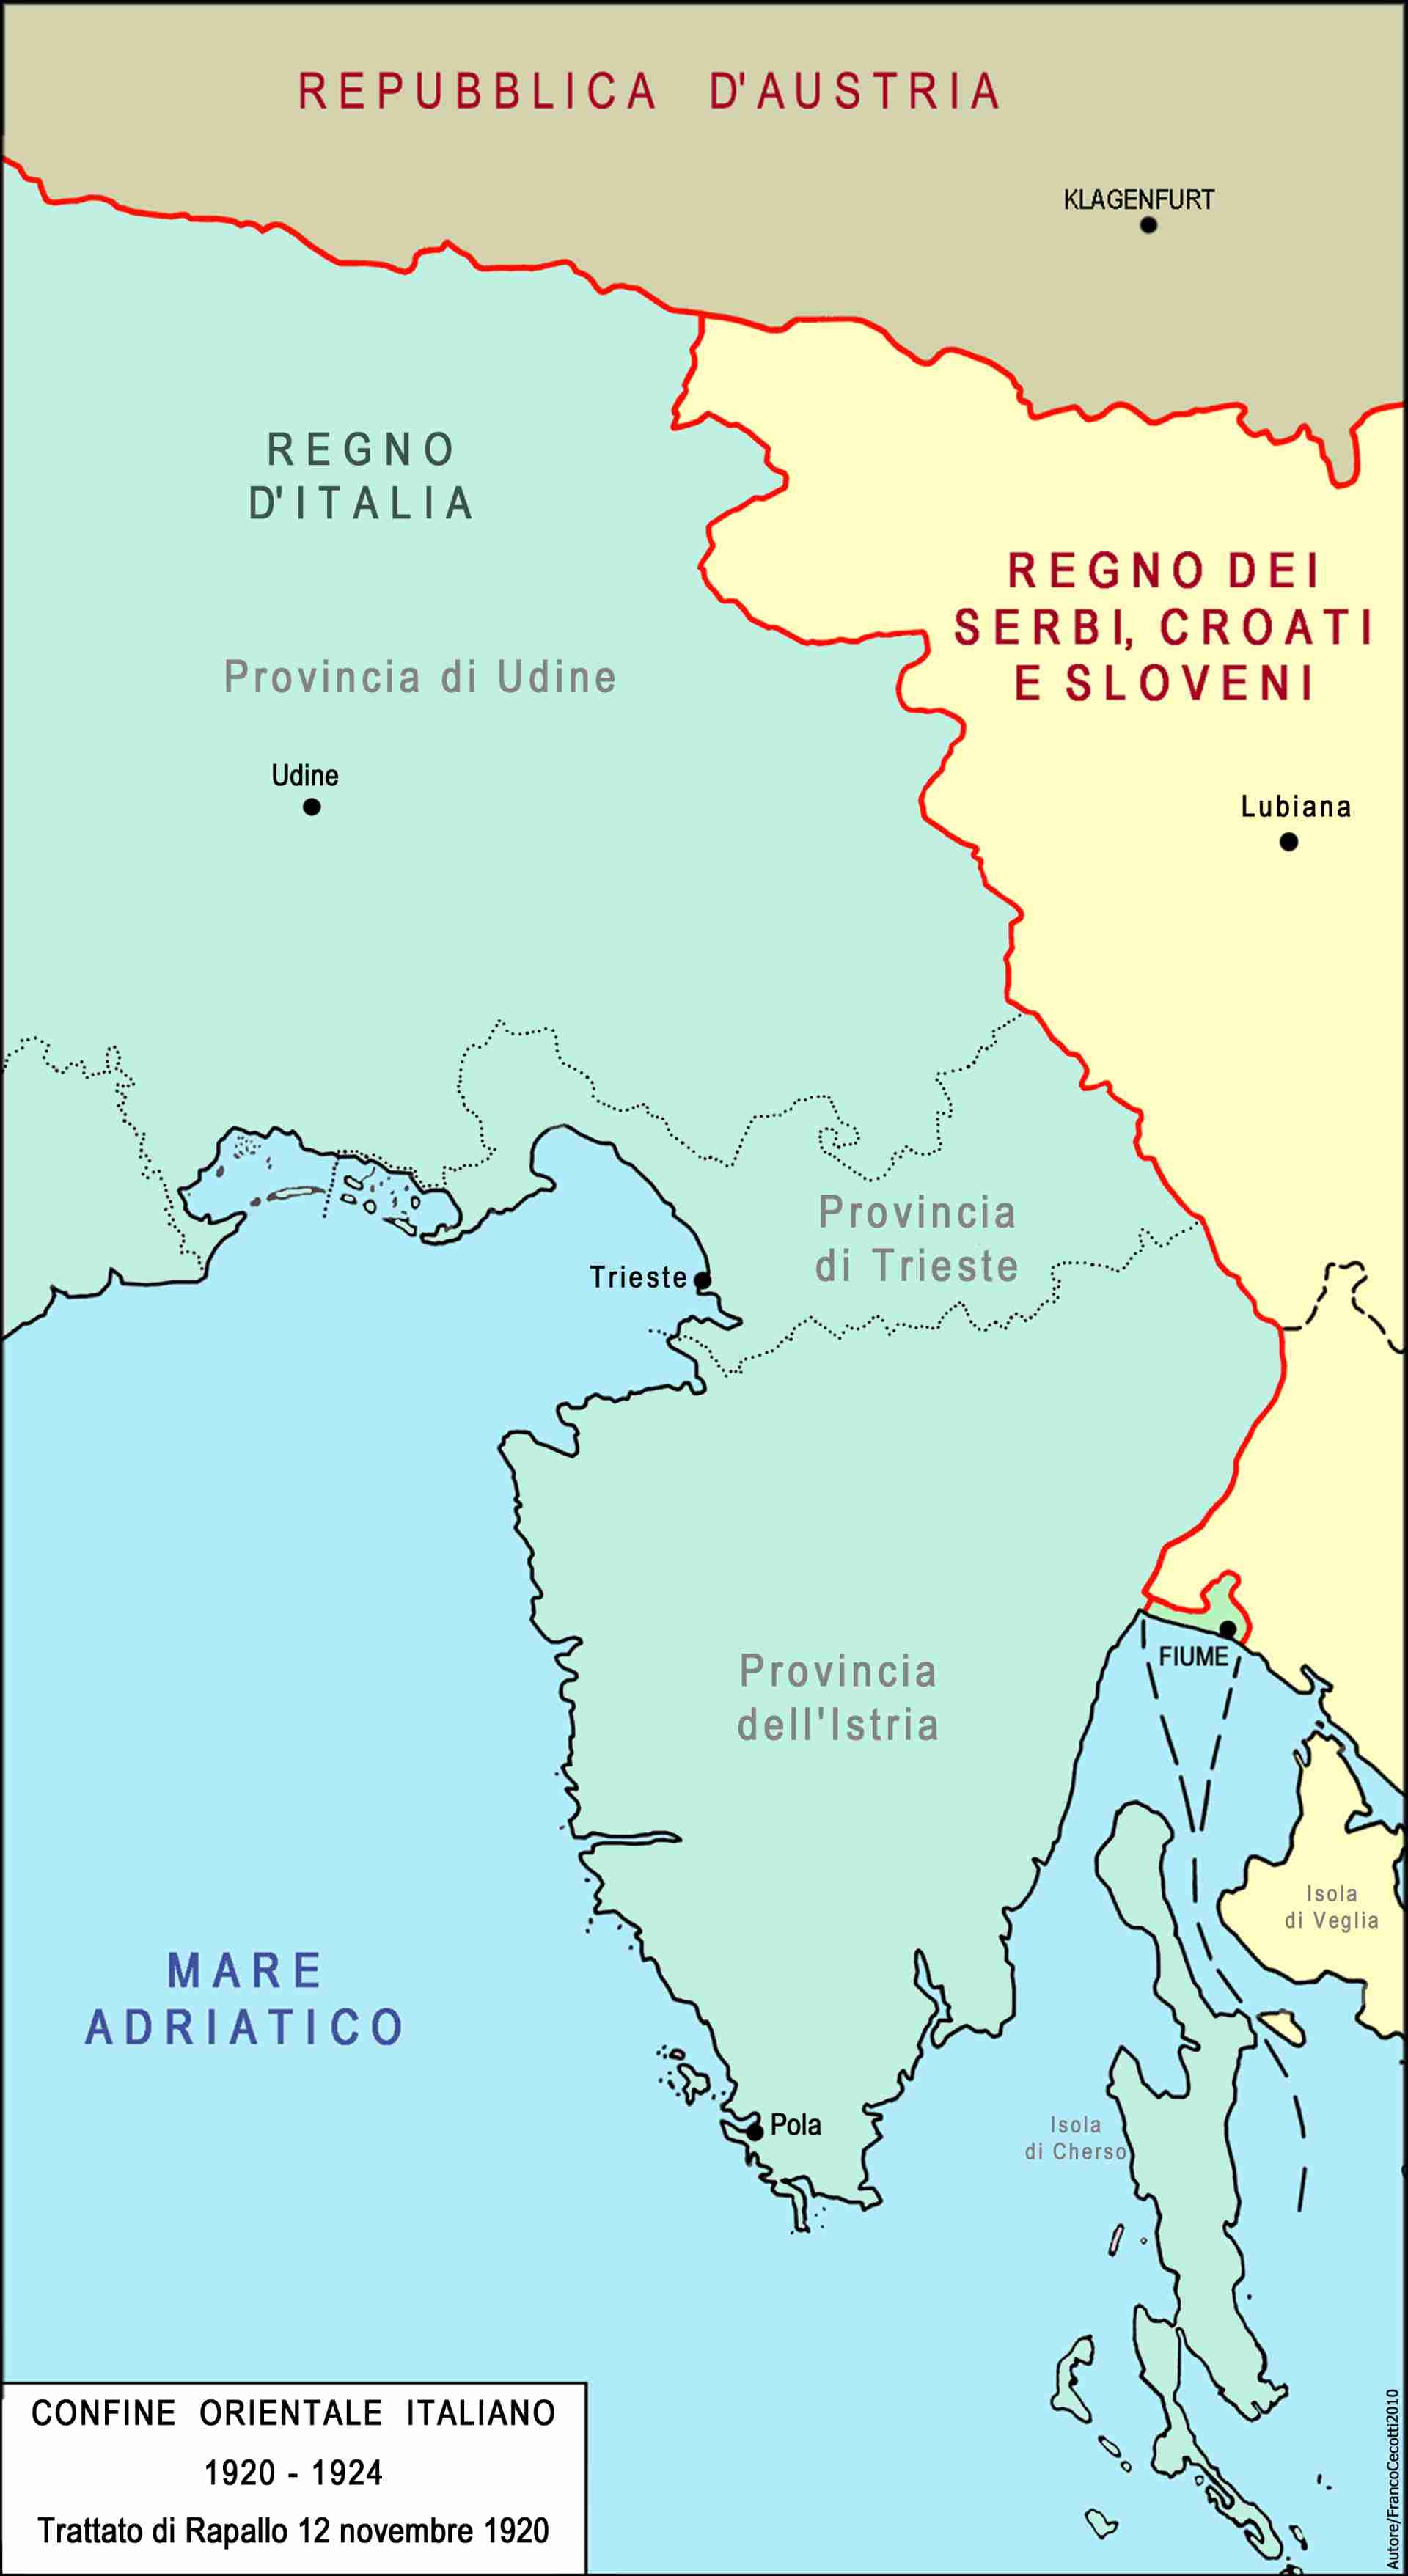 REPUBBLICA D'AUSTRIA
KLAGENFURT
REGNO
D'ITALIA
REGNO DEI
SERBI, CROATI
E SLOVENI
Provincia di Udine
Udine
Lubiana
Provincia
di Trieste
Trieste
FIUME
Provincia
dell'Istria
Isola
di Veglia
MARE
ADRIATICO
Pola
Isola
di Cherso
CONFINE ORIENTALE ITALIANO
1920 - 1924
Trattato di Rapallo 12 novembre 1920
Autore/FrancoCecotti2010